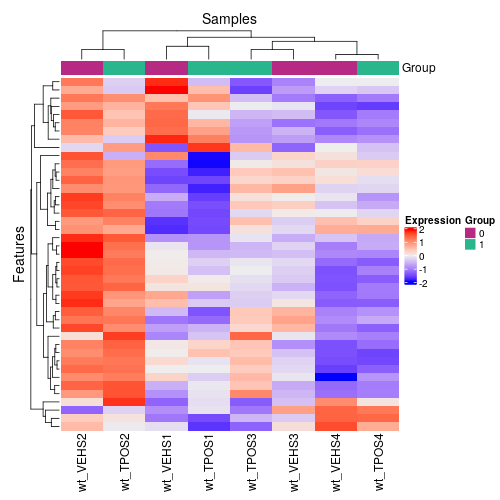 Samples
Group
Features
Expression Group
2
1
0
-1
-2
0
1
wt_VEHS2
wt_TPOS2
wt_VEHS1
wt_TPOS1
wt_TPOS3
wt_VEHS3
wt_VEHS4
wt_TPOS4